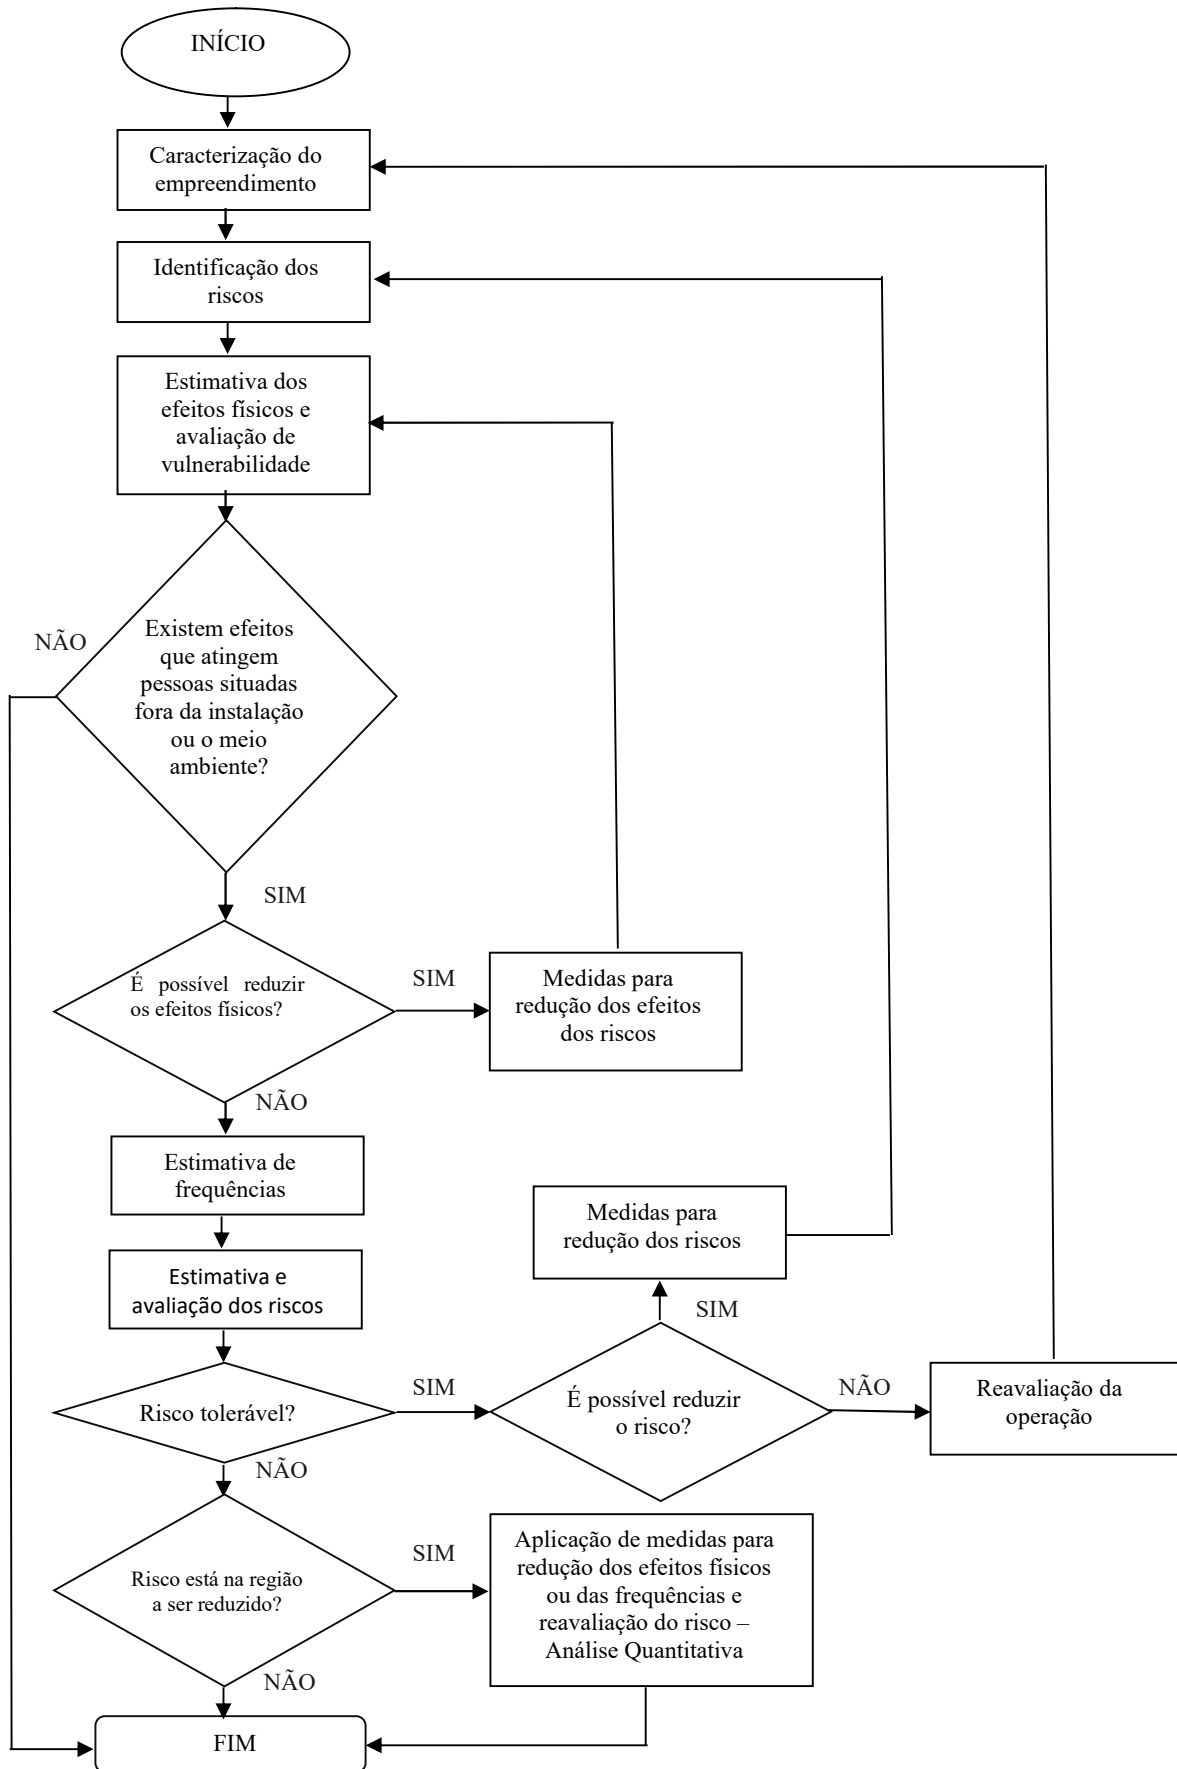 INÍCIO
Caracterização do
empreendimento
Identificação dos
riscos
Estimativa dos
efeitos físicos e
avaliação de
vulnerabilidade
NÃO
Existem efeitos
que atingem
pessoas situadas
fora da instalação
ou o meio
ambiente?
SIM
É possível reduzir
os efeitos físicos?
SIM
Medidas para
redução dos efeitos
dos riscos
NÃO
Estimativa de
frequências
Medidas para
redução dos riscos
Estimativa e
avaliação dos riscos
SIM
Risco tolerável?
SIM
É possível reduzir
o risco?
NÃO
Reavaliação da
operação
NÃO
Risco está na região
a ser reduzido?
SIM
Aplicação de medidas para
redução dos efeitos físicos
ou das frequências e
reavaliação do risco –
Análise Quantitativa
NÃO
FIM